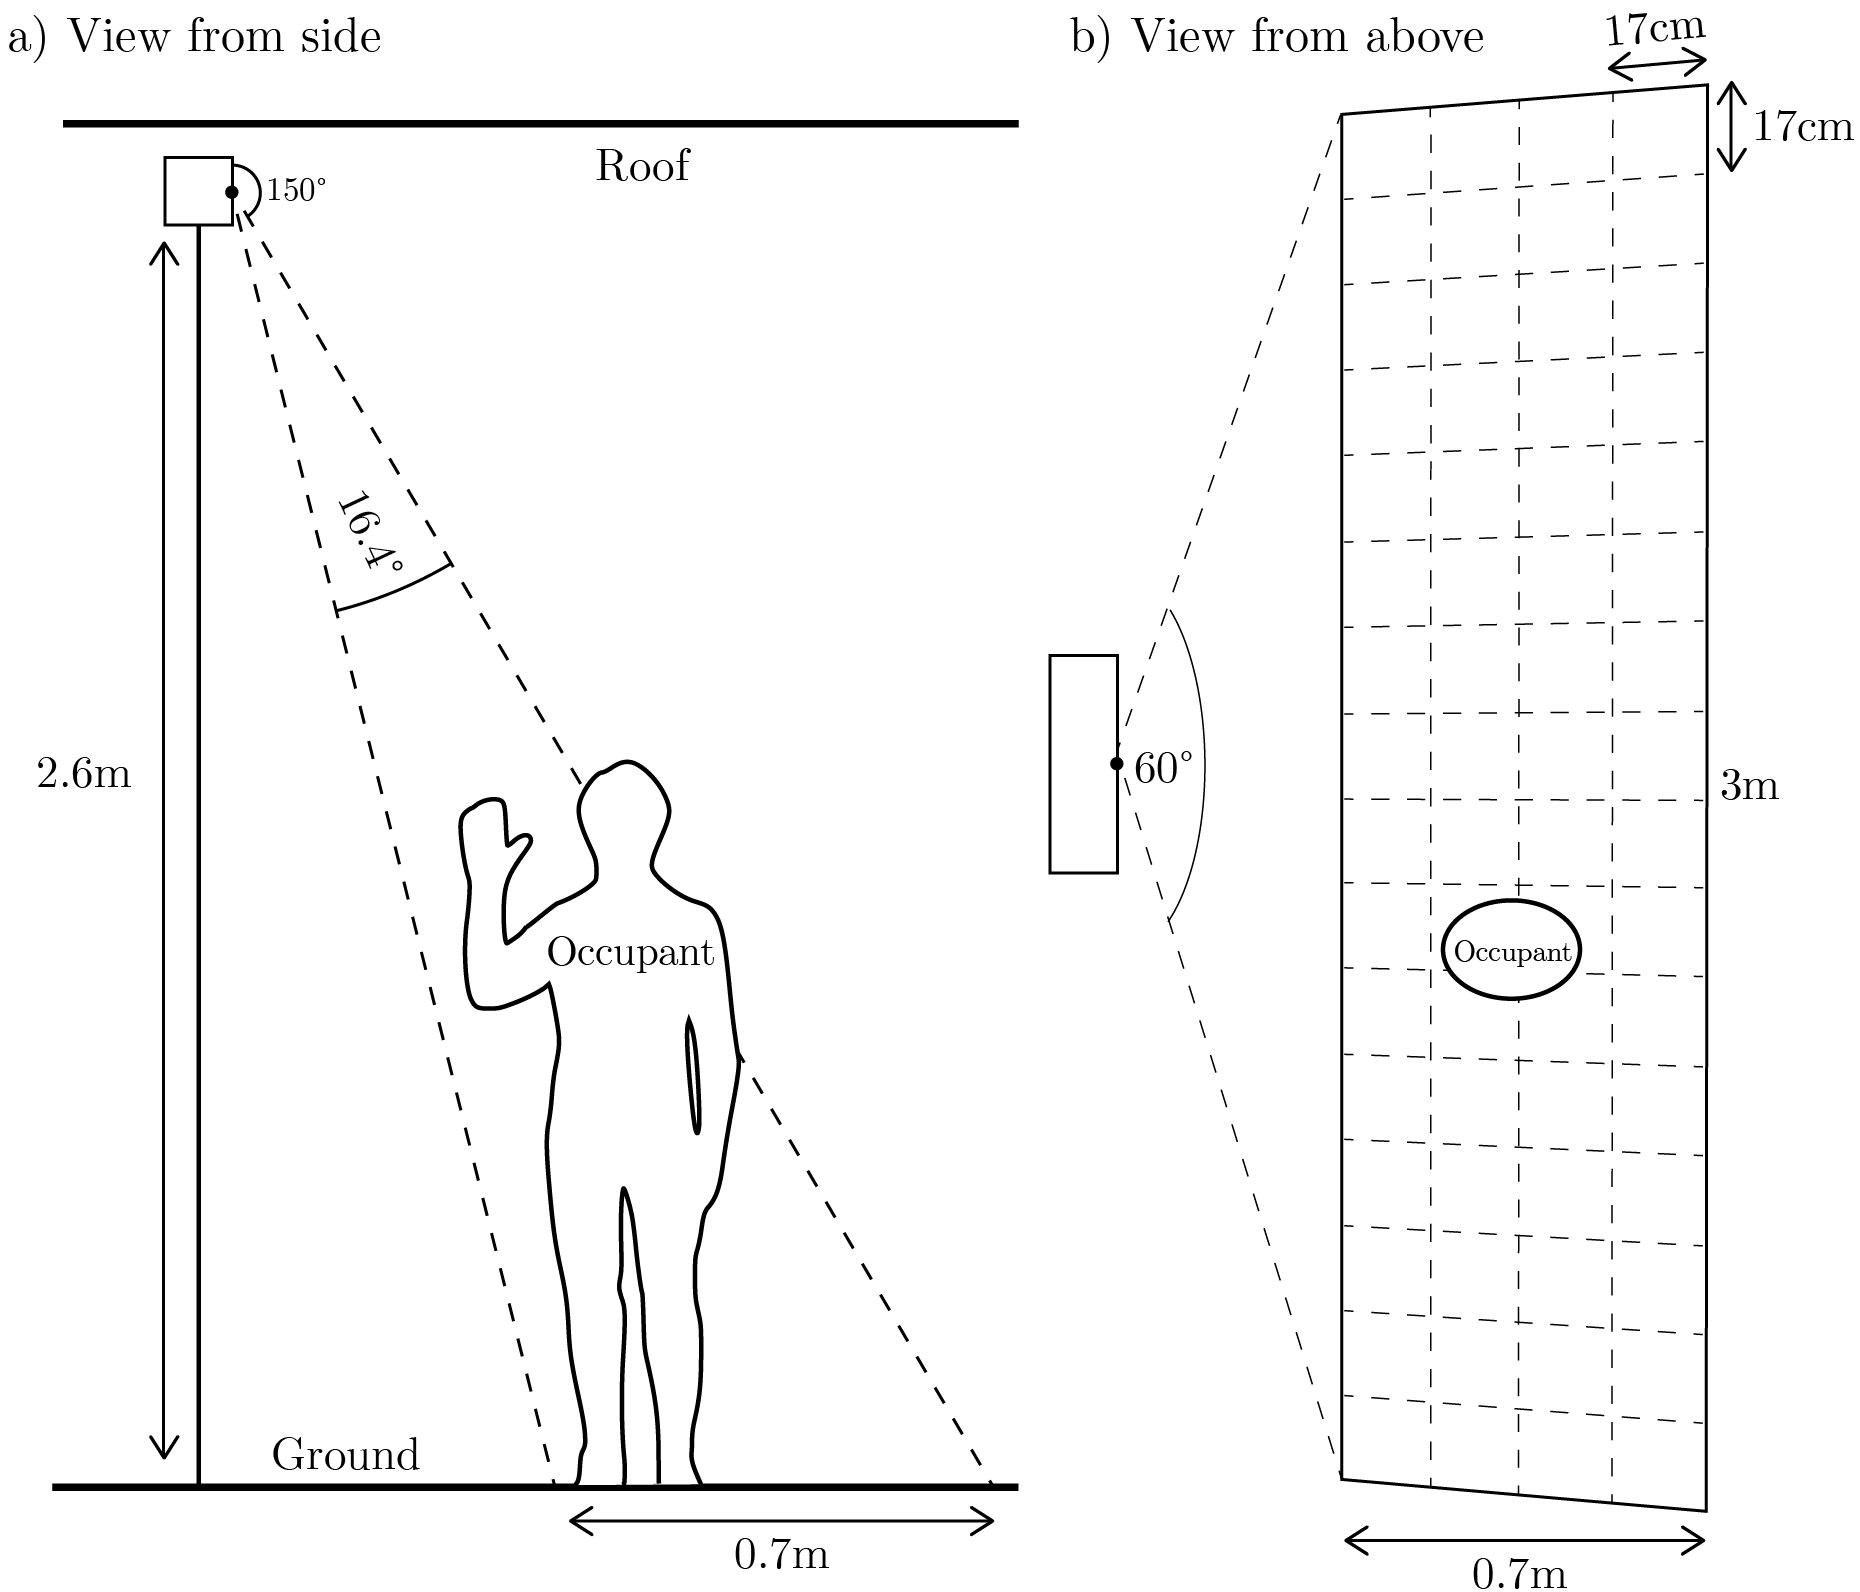 a) View from side
Roof
150°
16.4°
2.6m
Occupant
Ground
0.7m
b) View from above
17cm
17cm
60°
3m
Occupant
0.7m